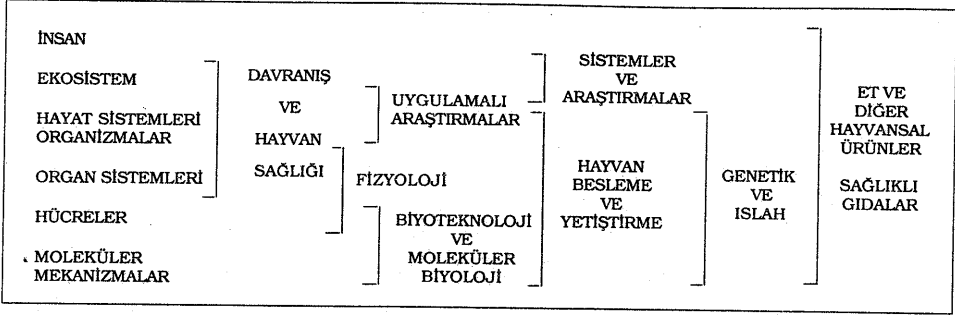 İNSAN
EKOSİSTEM
HAYAT SİSTEMLERİ
ORGANİZMALAR
ORGAN SİSTEMLERİ
HÜCRELER
MOLEKÜLER
MEKANİZMALAR
DAVRANIŞ
VE
HAYVAN
SAĞLIĞI
FİZYOLOJİ
UYGULAMALI
ARAŞTIRMALAR
BİYOTEKNOLOJİ
VE
MOLEKÜLER
BİYOLOJİ
SİSTEMLER
VE
ARAŞTIRMALAR
HAYVAN
BESLEME
VE
YETİŞTİRME
GENETİK
VE
ISLAH
ET VE
DİĞER
HAYVANSAL
ÜRÜNLER
SAĞLIKLI
GIDALAR